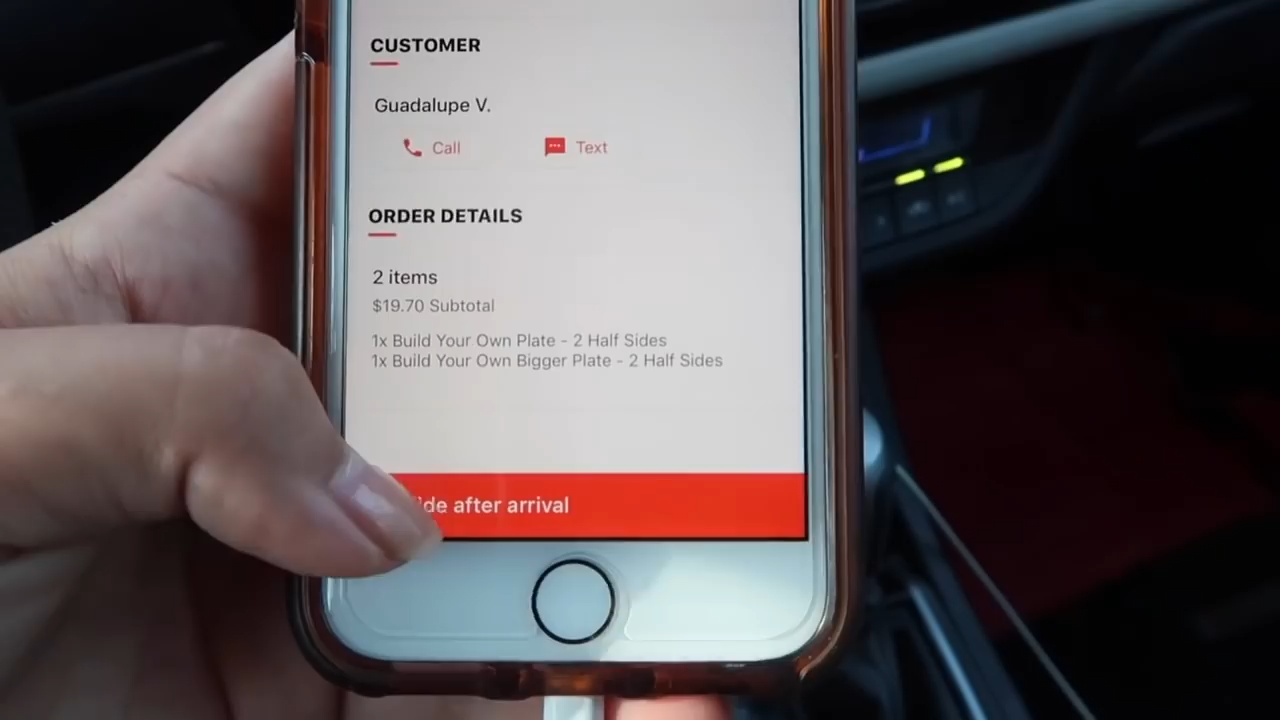 CUSTOMER
Guadalupe V.
Call
Text
ORDER DETAILS
2 items
$19.70 Subtotal
1x Build Your Own Plate - 2 Half Sides
1x Build Your Own Bigger Plate - 2 Half Sides
after arrival